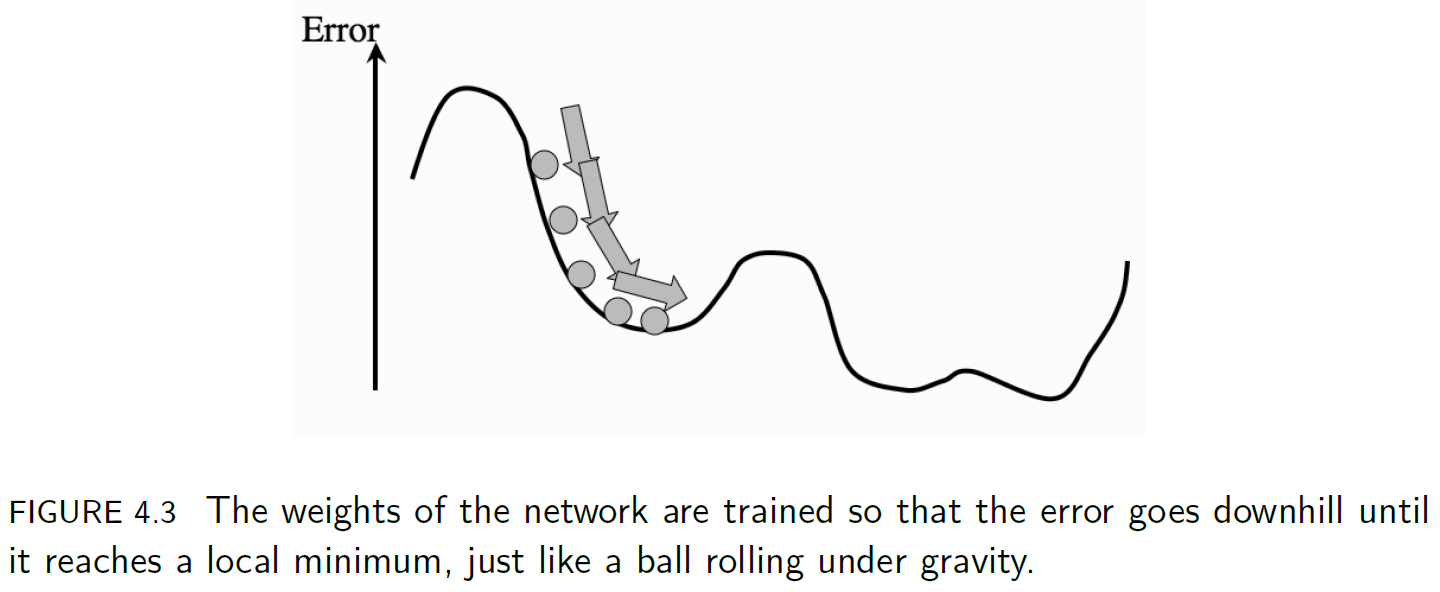 Error
FIGURE 4.3 The weights of the network are trained so that the error goes downhill until
it reaches a local minimum, just like a ball rolling under gravity.